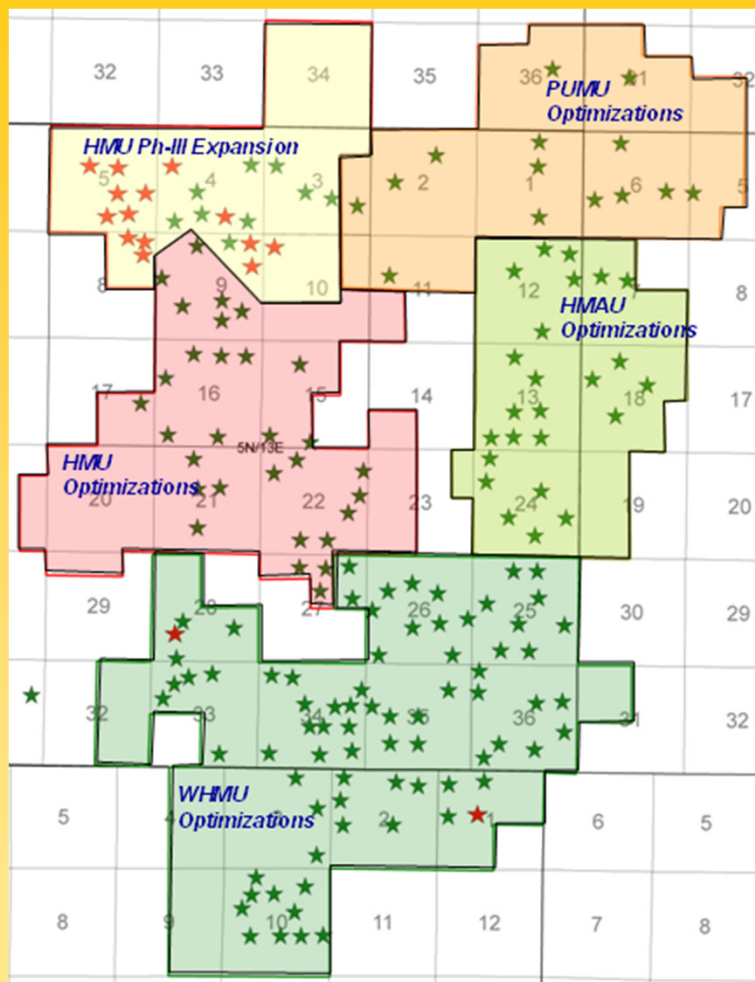 32 33 34 35 36 31 32
PUMU
Optimizations
HMU Ph-III Expansion
5 4 3 2 1 6 5
8 9 10 11 12 7 8
HMAU
Optimizations
17 16 15 14 13 18 17
5N/13E
HMU
Optimizations
20 21 22 23 24 19 20
29 28 27 26 25 30 29
32 33 34 35 36 31 32
WHMU
Optimizations
5 4 3 2 1 6 5
8 9 10 11 12 7 8